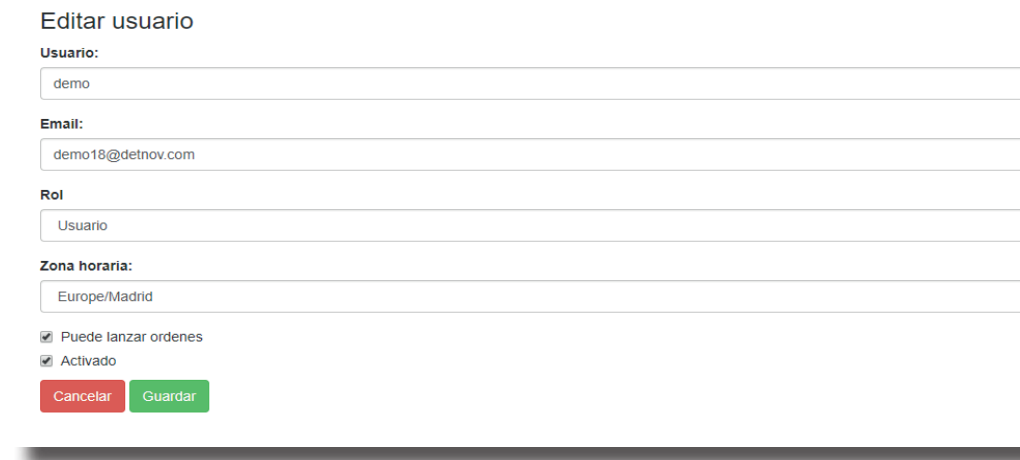 Editar usuario
Usuario:
demo
Email:
demo18@detnov.com
Rol
Usuario
Zona horaria:
Europe/Madrid
Puede lanzar ordenes
Activado
Cancelar Guardar